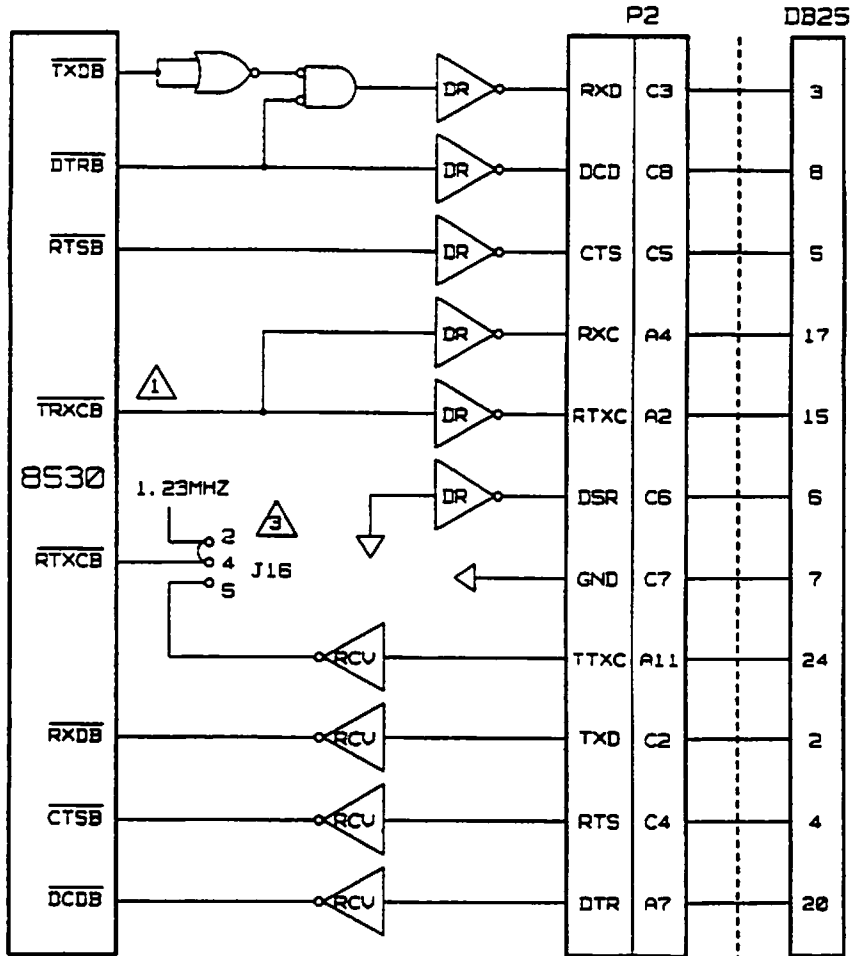 P2 DB25
TXDB DR RXD C3 3
DTRB DR DCD C8 8
RTSB DR CTS C5 5
DR RXC A4 17
1
TRXCB DR RTXC A2 15
8530
1.23MHZ DR DSR C6 6
3
2
RTXCB 4 J16 GND C7 7
5
RCV TTXC A11 24
RXDB RCV TXD C2 2
CTSB RCV RTS C4 4
DCDB RCV DTR A7 20